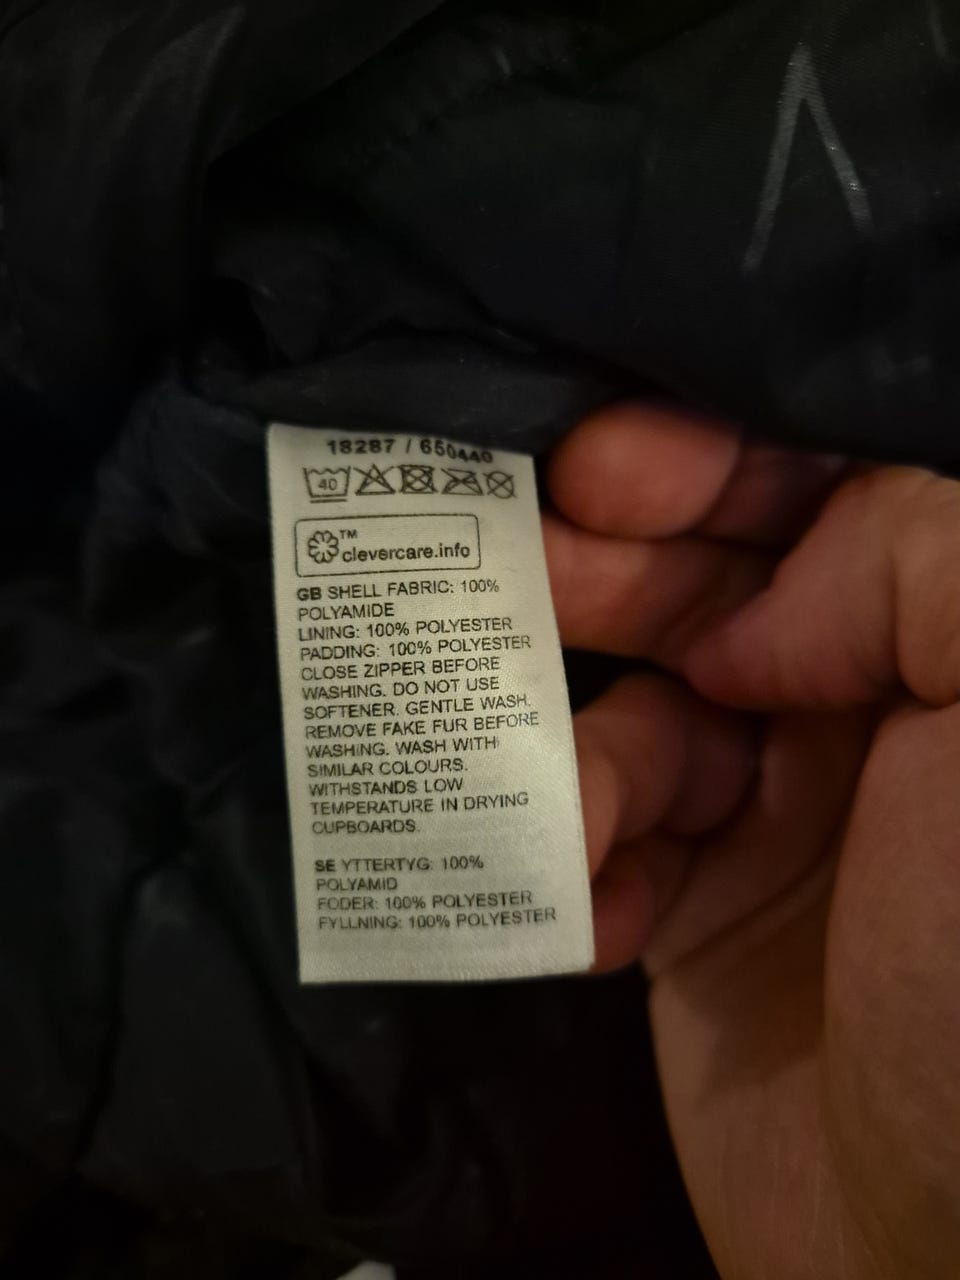 18287 / 650440
40
™
clevercare.info
GB SHELL FABRIC: 100%
POLYAMIDE
LINING: 100% POLYESTER
PADDING: 100% POLYESTER
CLOSE ZIPPER BEFORE
WASHING. DO NOT USE
SOFTENER. GENTLE WASH.
REMOVE FAKE FUR BEFORE
WASHING. WASH WITH
SIMILAR COLOURS.
WITHSTANDS LOW
TEMPERATURE IN DRYING
CUPBOARDS.
SE YTTERTYG: 100%
POLYAMID
FODER: 100% POLYESTER
FYLLNING: 100% POLYESTER